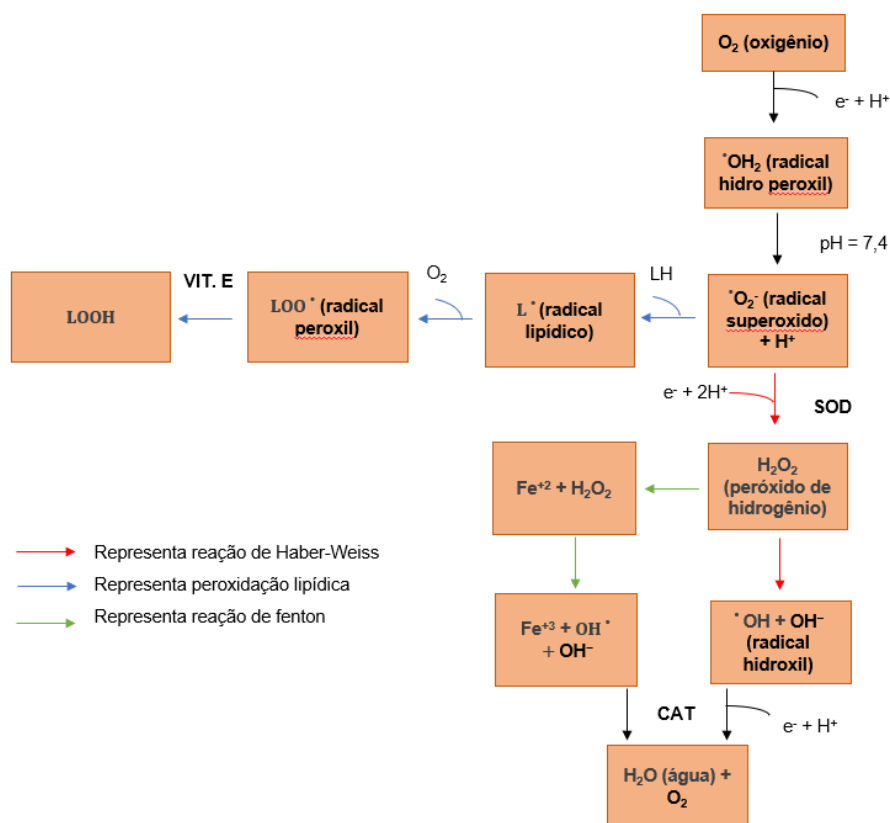 O₂ (oxigênio)
e⁻ + H⁺
•OH₂ (radical
hidro peroxil)
pH = 7,4
LOOH
VIT. E
LOO • (radical
peroxil)
O₂
L • (radical
lipídico)
LH
•O₂⁻ (radical
superoxido)
+ H⁺
e⁻ + 2H⁺
SOD
Fe⁺² + H₂O₂
H₂O₂
(peróxido de
hidrogênio)
Representa reação de Haber-Weiss
Representa peroxidação lipídica
Representa reação de fenton
Fe⁺³ + OH •
+ OH⁻
• OH + OH⁻
(radical
hidroxil)
CAT
e⁻ + H⁺
H₂O (água) +
O₂